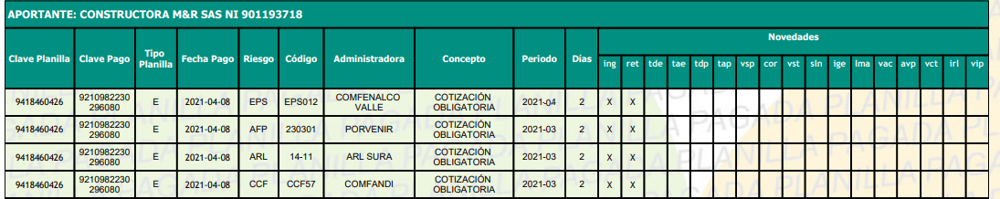 APORTANTE: CONSTRUCTORA M&R SAS NI 901193718
Novedades
Clave Planilla Clave Pago Tipo Planilla Fecha Pago Riesgo Código Administradora Concepto Periodo Días ing ret tde tae tdp tap vsp cor vst sln ige lma vac avp vct irl vip
9418460426 9210982230 296080 E 2021-04-08 EPS EPS012 COMFENALCO VALLE COTIZACIÓN OBLIGATORIA 2021-04 2 X X
9418460426 9210982230 296080 E 2021-04-08 AFP 230301 PORVENIR COTIZACIÓN OBLIGATORIA 2021-03 2 X X
9418460426 9210982230 296080 E 2021-04-08 ARL 14-11 ARL SURA COTIZACIÓN OBLIGATORIA 2021-03 2 X X
9418460426 9210982230 296080 E 2021-04-08 CCF CCF57 COMFANDI COTIZACIÓN OBLIGATORIA 2021-03 2 X X
PLANILLA PAGADA